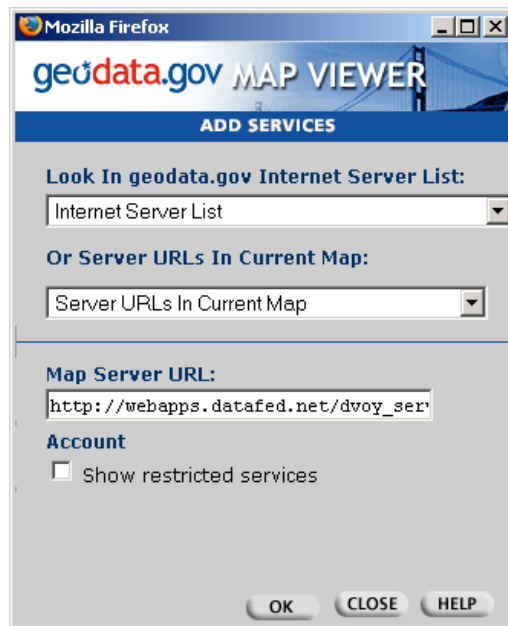 Mozilla Firefox
geodata.gov MAP VIEWER
ADD SERVICES
Look In geodata.gov Internet Server List:
Internet Server List
Or Server URLs In Current Map:
Server URLs In Current Map
Map Server URL:
http://webapps.datafed.net/dvoy_serv
Account
Show restricted services
OK CLOSE HELP